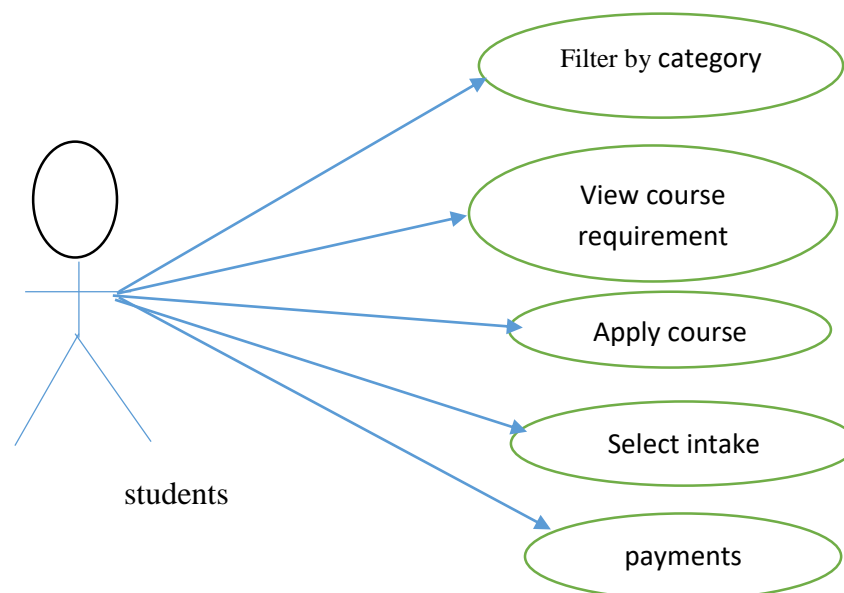 Filter by category
View course
requirement
Apply course
Select intake
students
payments